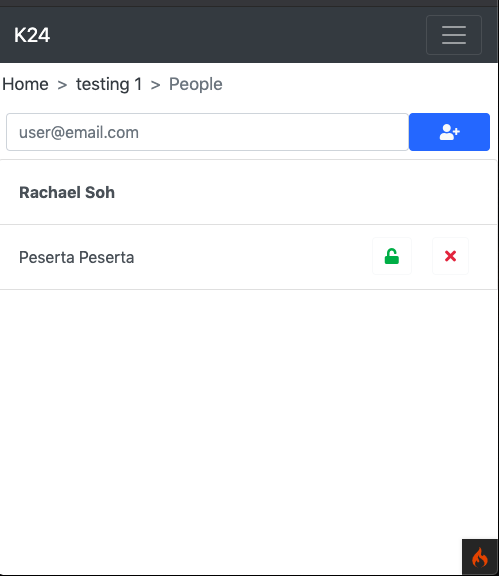 K24
Home > testing 1 > People
user@email.com
Rachael Soh
Peserta Peserta